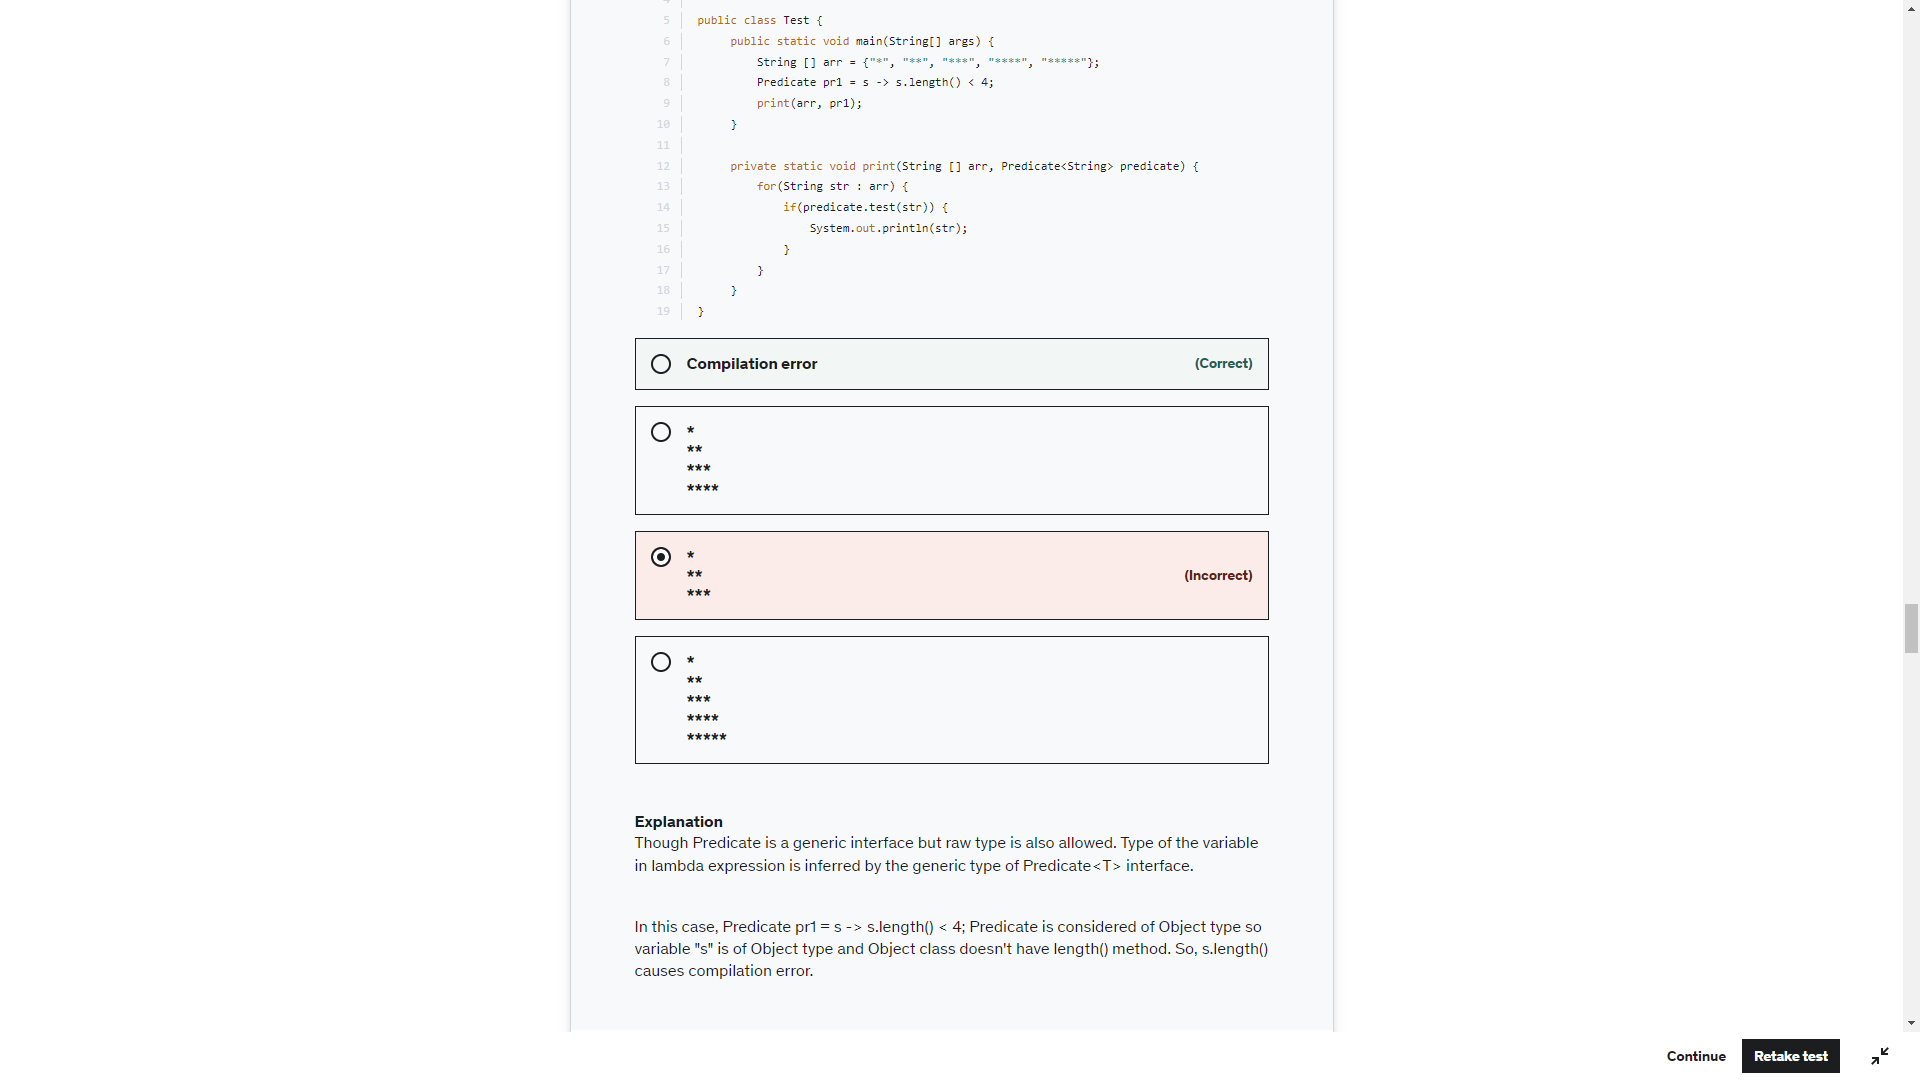 5 public class Test {
6 public static void main(String[] args) {
7 String [] arr = {"*", "**", "***", "****", "*****"};
8 Predicate pr1 = s -> s.length() < 4;
9 print(arr, pr1);
10 }
11
12 private static void print(String [] arr, Predicate<String> predicate) {
13 for(String str : arr) {
14 if(predicate.test(str)) {
15 System.out.println(str);
16 }
17 }
18 }
19 }
Compilation error (Correct)
*
**
***
****
*
** (Incorrect)
***
*
**
***
****
*****
Explanation
Though Predicate is a generic interface but raw type is also allowed. Type of the variable
in lambda expression is inferred by the generic type of Predicate<T> interface.
In this case, Predicate pr1 = s -> s.length() < 4; Predicate is considered of Object type so
variable "s" is of Object type and Object class doesn't have length() method. So, s.length()
causes compilation error.
Continue Retake test